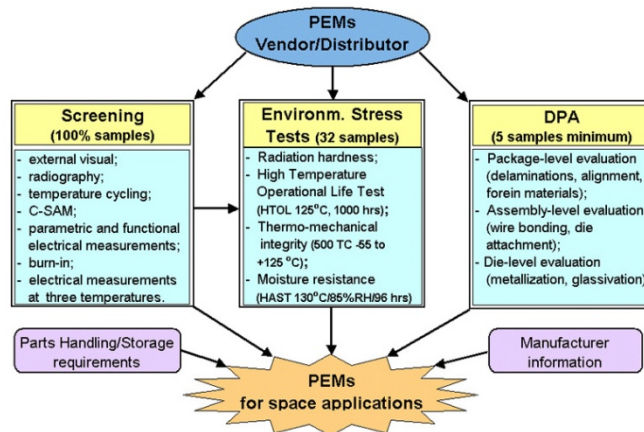 PEMs
Vendor/Distributor
Screening
(100% samples)
- external visual;
- radiography;
- temperature cycling;
- C-SAM;
- parametric and functional
electrical measurements;
- burn-in;
- electrical measurements
at three temperatures.
Environm. Stress
Tests (32 samples)
- Radiation hardness;
- High Temperature
Operational Life Test
(HTOL 125°C, 1000 hrs);
- Thermo-mechanical
integrity (500 TC -55 to
+125 °C);
- Moisture resistance
(HAST 130°C/85%RH/96 hrs)
DPA
(5 samples minimum)
- Package-level evaluation
(delaminations, alignment,
forein materials);
- Assembly-level evaluation
(wire bonding, die
attachment);
- Die-level evaluation
(metallization, glassivation)
Parts Handling/Storage
requirements
Manufacturer
information
PEMs
for space applications